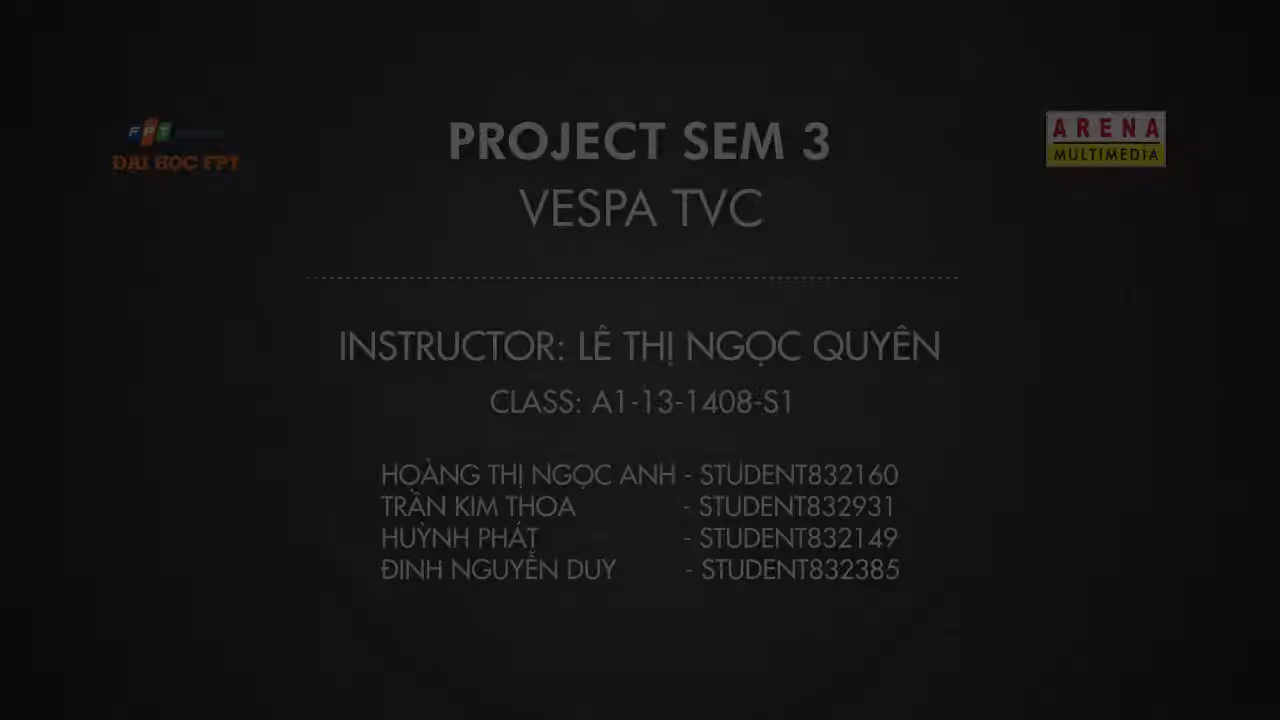 FPT
ĐẠI HỌC FPT
PROJECT SEM 3
VESPA TVC
ARENA
MULTIMEDIA
INSTRUCTOR: LÊ THỊ NGỌC QUYÊN
CLASS: A1-13-1408-S1
HOÀNG THỊ NGỌC ANH - STUDENT832160
TRẦN KIM THOA - STUDENT832931
HUỲNH PHÁT - STUDENT832149
ĐINH NGUYỄN DUY - STUDENT832385